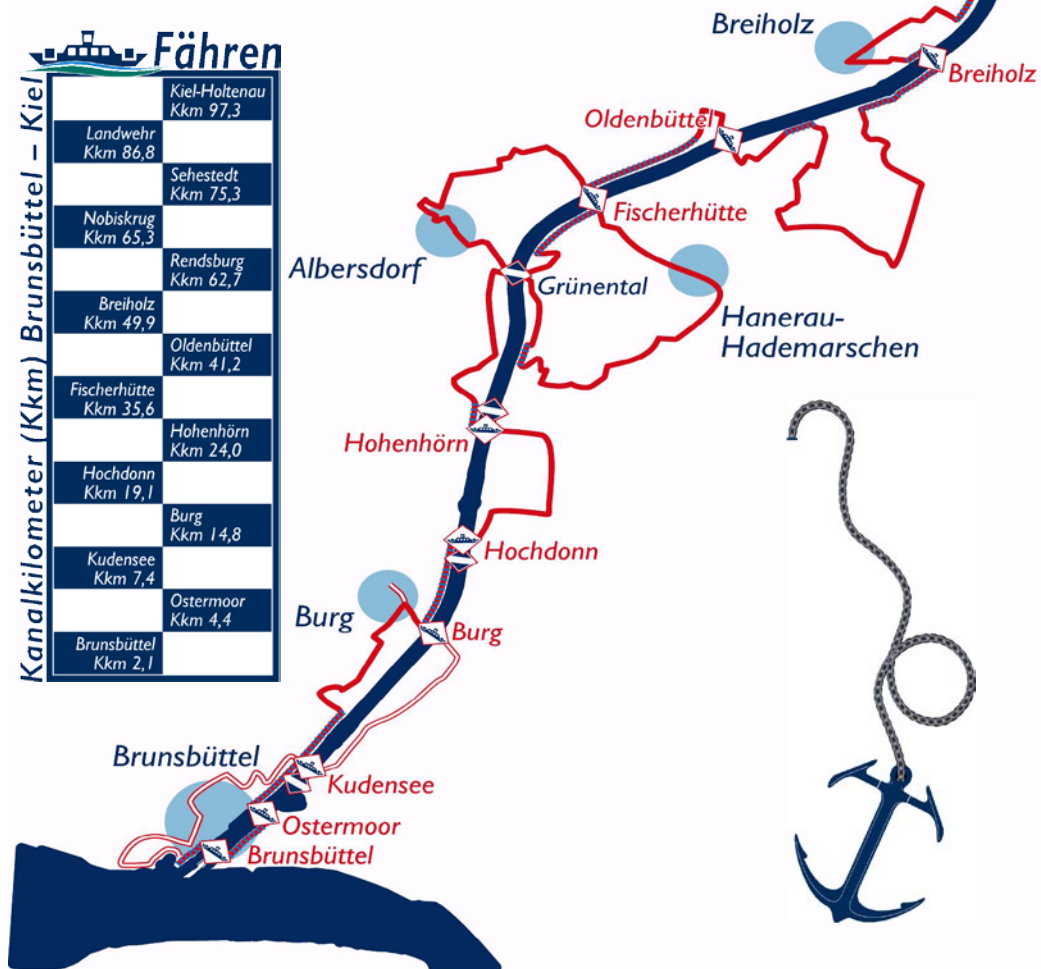 Fähren
Kanalkilometer (Kkm) Brunsbüttel – Kiel
Kiel-Holtenau
Kkm 97,3
Landwehr
Kkm 86,8
Sehestedt
Kkm 75,3
Nobiskrug
Kkm 65,3
Rendsburg
Kkm 62,7
Breiholz
Kkm 49,9
Oldenbüttel
Kkm 41,2
Fischerhütte
Kkm 35,6
Hohenhörn
Kkm 24,0
Hochdonn
Kkm 19,1
Burg
Kkm 14,8
Kudensee
Kkm 7,4
Ostermoor
Kkm 4,4
Brunsbüttel
Kkm 2,1
Breiholz
Breiholz
Oldenbüttel
Fischerhütte
Albersdorf
Grünental
Hanerau-
Hademarschen
Hohenhörn
Hochdonn
Burg
Burg
Brunsbüttel
Kudensee
Ostermoor
Brunsbüttel